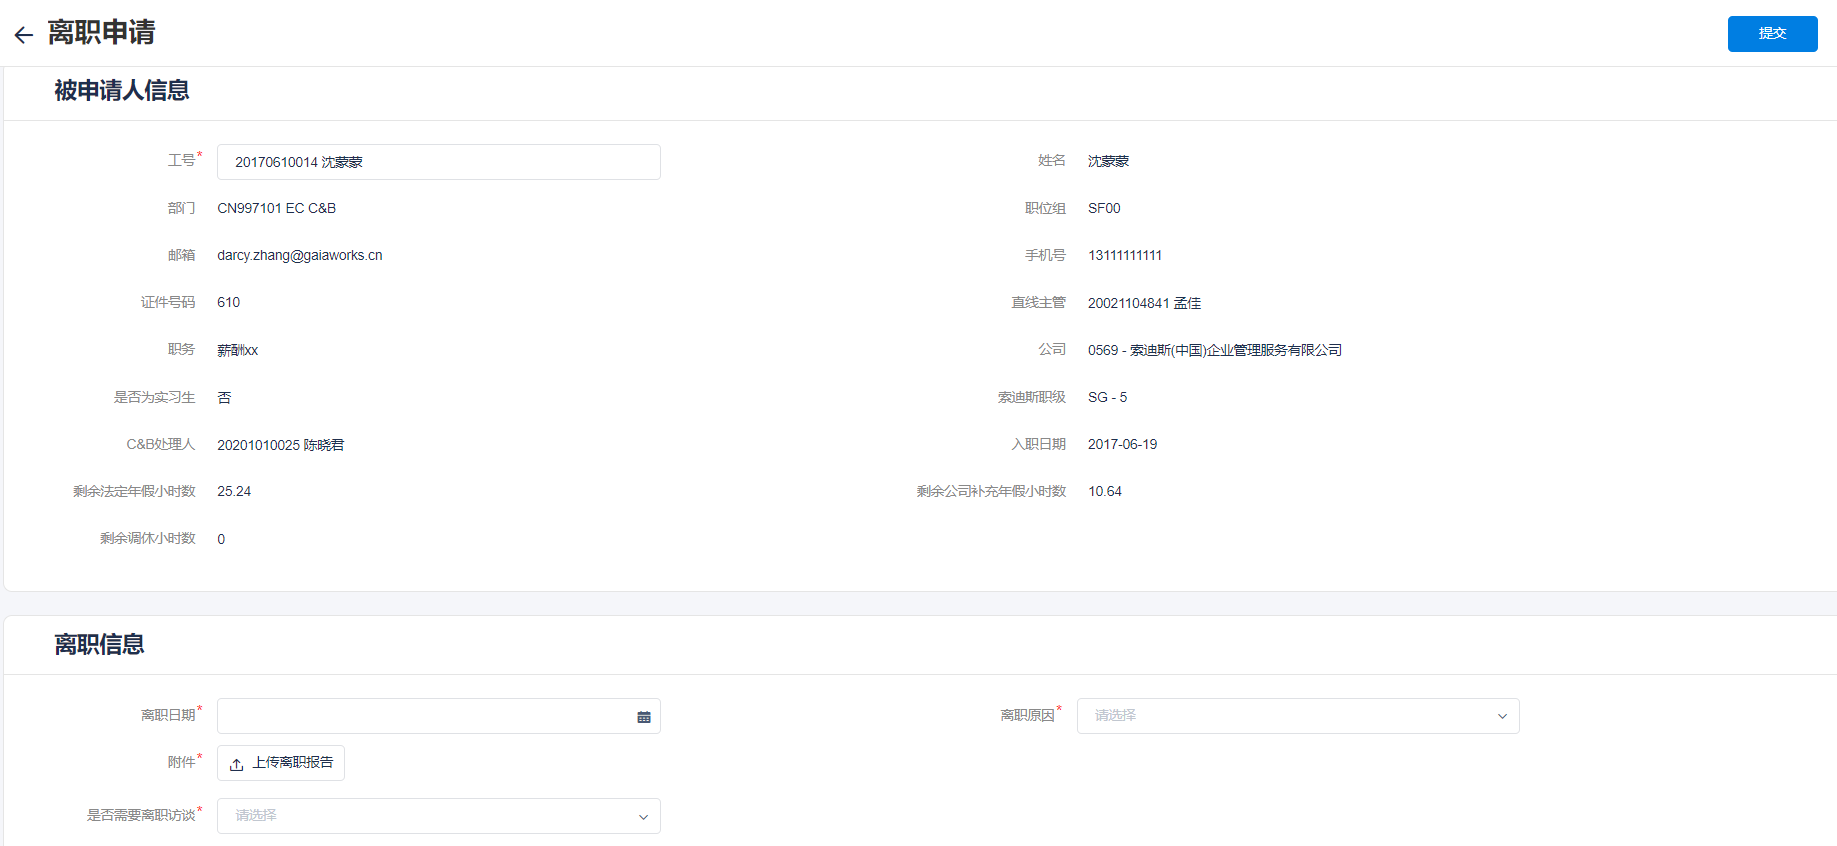 离职申请
提交
被申请人信息
工号* 20170610014 沈蒙蒙 姓名 沈蒙蒙
部门 CN997101 EC C&B 职位组 SF00
邮箱 darcy.zhang@gaiaworks.cn 手机号 13111111111
证件号码 610 直线主管 20021104841 孟佳
职务 薪酬xx 公司 0569 - 索迪斯(中国)企业管理服务有限公司
是否为实习生 否 索迪斯职级 SG - 5
C&B处理人 20201010025 陈晓君 入职日期 2017-06-19
剩余法定年假小时数 25.24 剩余公司补充年假小时数 10.64
剩余调休小时数 0
离职信息
离职日期* 离职原因* 请选择
附件* 上传离职报告
是否需要离职访谈* 请选择